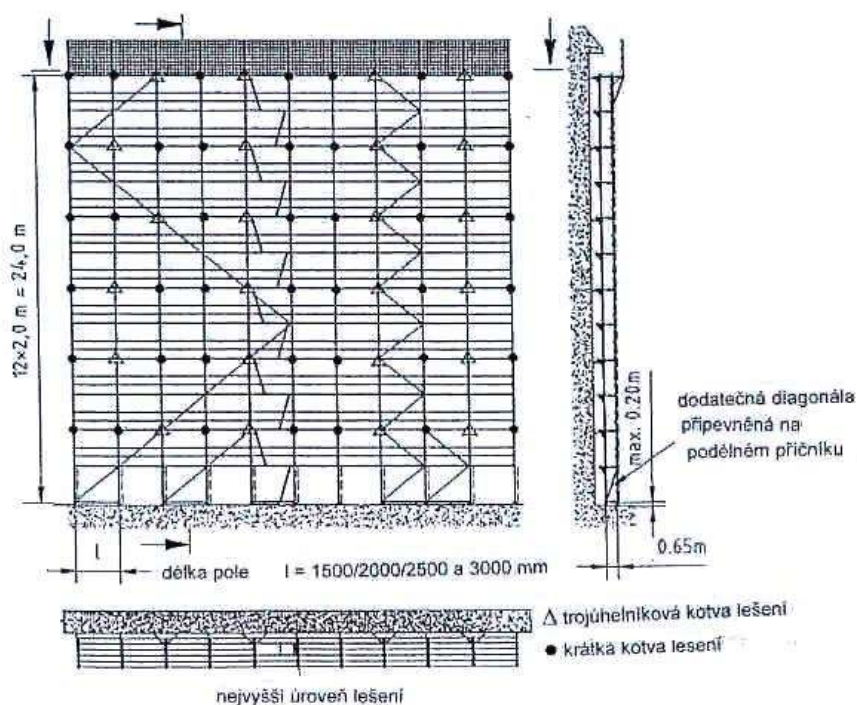 12×2,0 m = 24,0 m
max. 0.20m
dodatečná diagonála
připevněná na
podélném příčníku
0.65m
l
délka pole
l = 1500/2000/2500 a 3000 mm
Δ trojúhelníková kotva lešení
● krátká kotva lesení
nejvyšší úroveň lešení